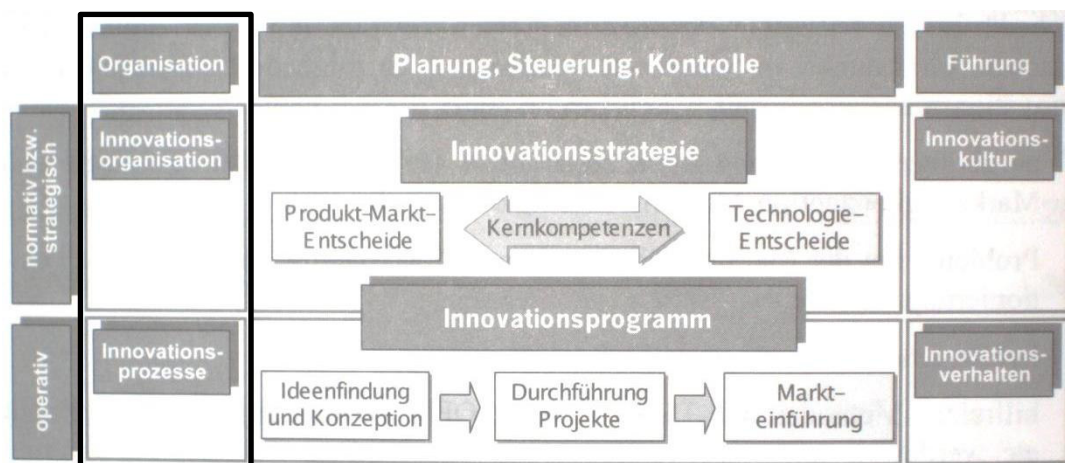 Organisation
Planung, Steuerung, Kontrolle
Führung
normativ bzw.
strategisch
Innovations-
organisation
Innovationsstrategie
Innovations-
kultur
Produkt-Markt-
Entscheide
Kernkompetenzen
Technologie-
Entscheide
Innovationsprogramm
operativ
Innovations-
prozesse
Innovations-
verhalten
Ideenfindung
und Konzeption
Durchführung
Projekte
Markt-
einführung